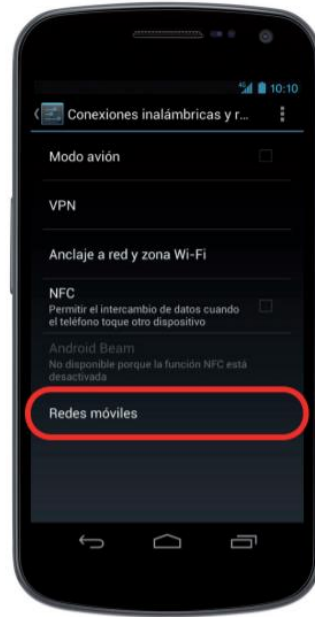 10:10
Conexiones inalámbricas y r...
Modo avión
VPN
Anclaje a red y zona Wi-Fi
NFC
Permitir el intercambio de datos cuando
el teléfono toque otro dispositivo
Android Beam
No disponible porque la función NFC está
desactivada
Redes móviles